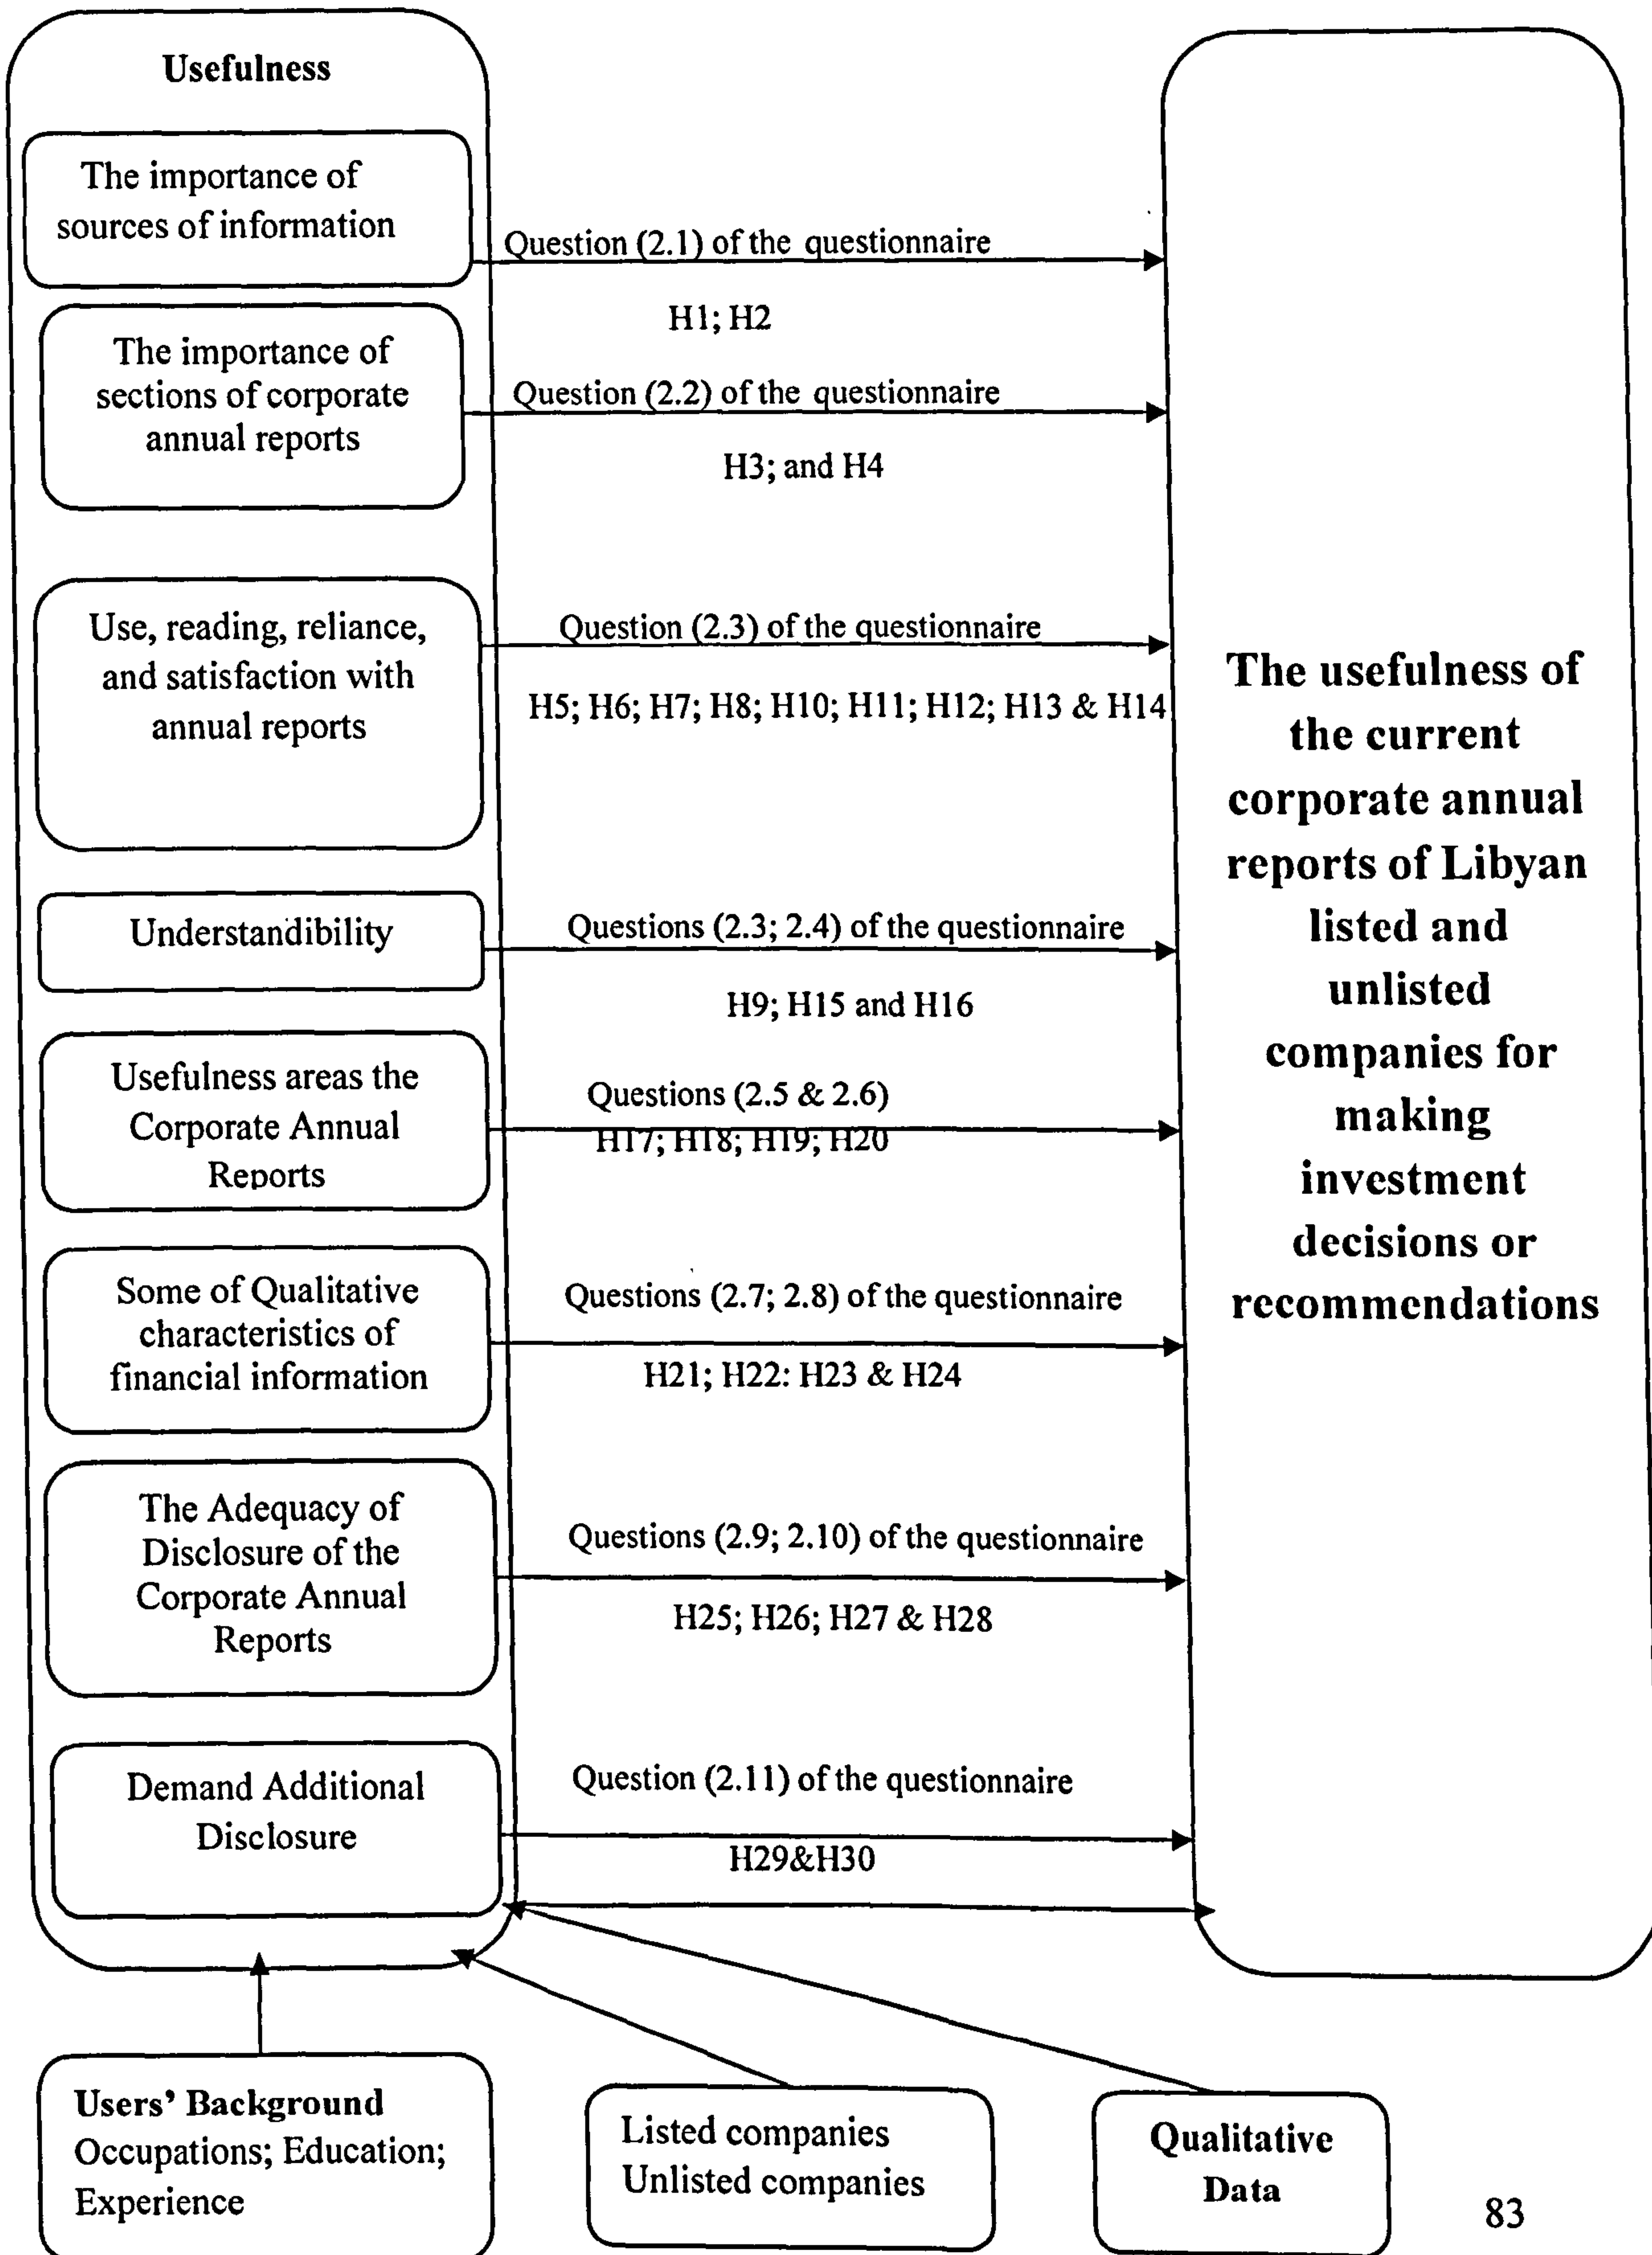 Usefulness
The importance of
sources of information
Question (2.1) of the questionnaire
H1; H2
The importance of
sections of corporate
annual reports
Question (2.2) of the questionnaire
H3; and H4
Use, reading, reliance,
and satisfaction with
annual reports
Question (2.3) of the questionnaire
H5; H6; H7; H8; H10; H11; H12; H13 & H14
Understandibility
Questions (2.3; 2.4) of the questionnaire
H9; H15 and H16
Usefulness areas the
Corporate Annual
Reports
Questions (2.5 & 2.6)
H17; H18; H19; H20
Some of Qualitative
characteristics of
financial information
Questions (2.7; 2.8) of the questionnaire
H21; H22: H23 & H24
The Adequacy of
Disclosure of the
Corporate Annual
Reports
Questions (2.9; 2.10) of the questionnaire
H25; H26; H27 & H28
Demand Additional
Disclosure
Question (2.11) of the questionnaire
H29&H30
The usefulness of
the current
corporate annual
reports of Libyan
listed and
unlisted
companies for
making
investment
decisions or
recommendations
Users’ Background
Occupations; Education;
Experience
Listed companies
Unlisted companies
Qualitative
Data
83